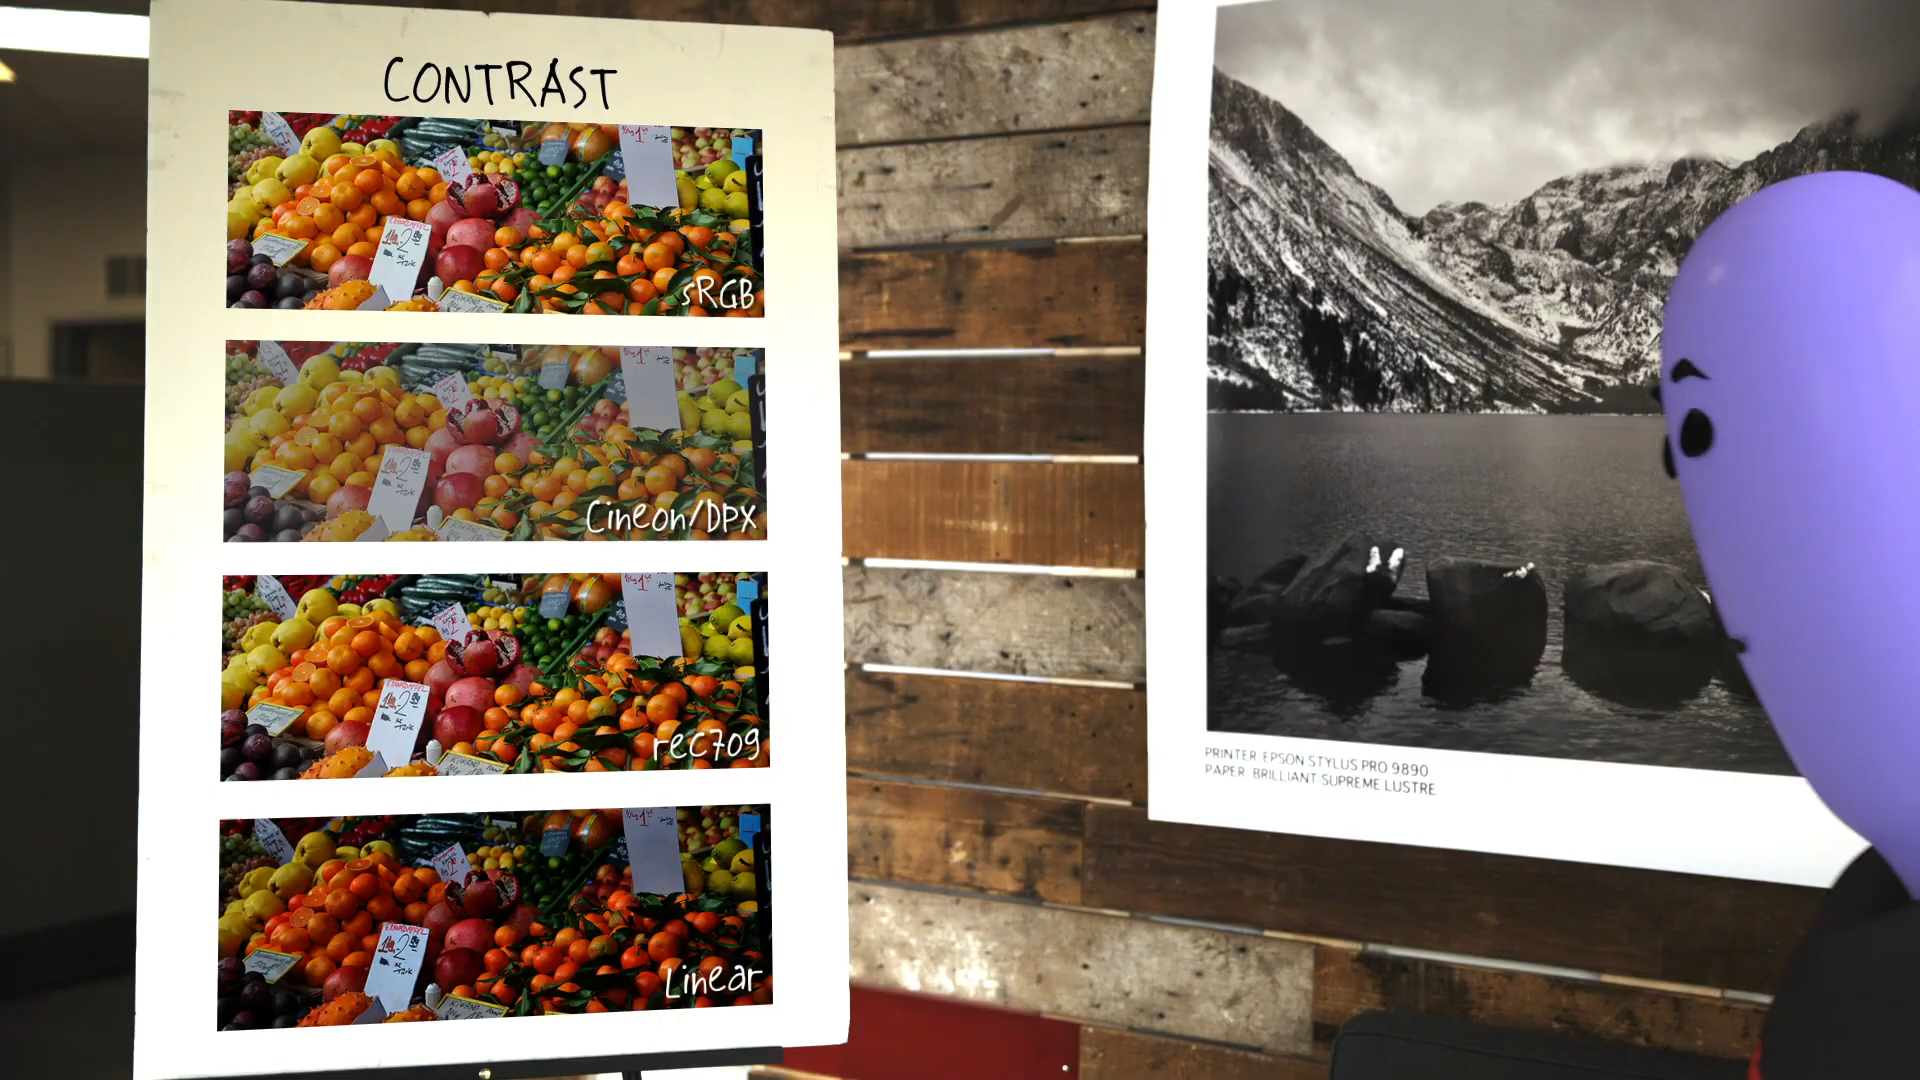 CONTRAST
sRGB
Cineon/DPX
rec709
Linear
PRINTER EPSON STYLUS PRO 9890
PAPER BRILLIANT SUPREME LUSTRE